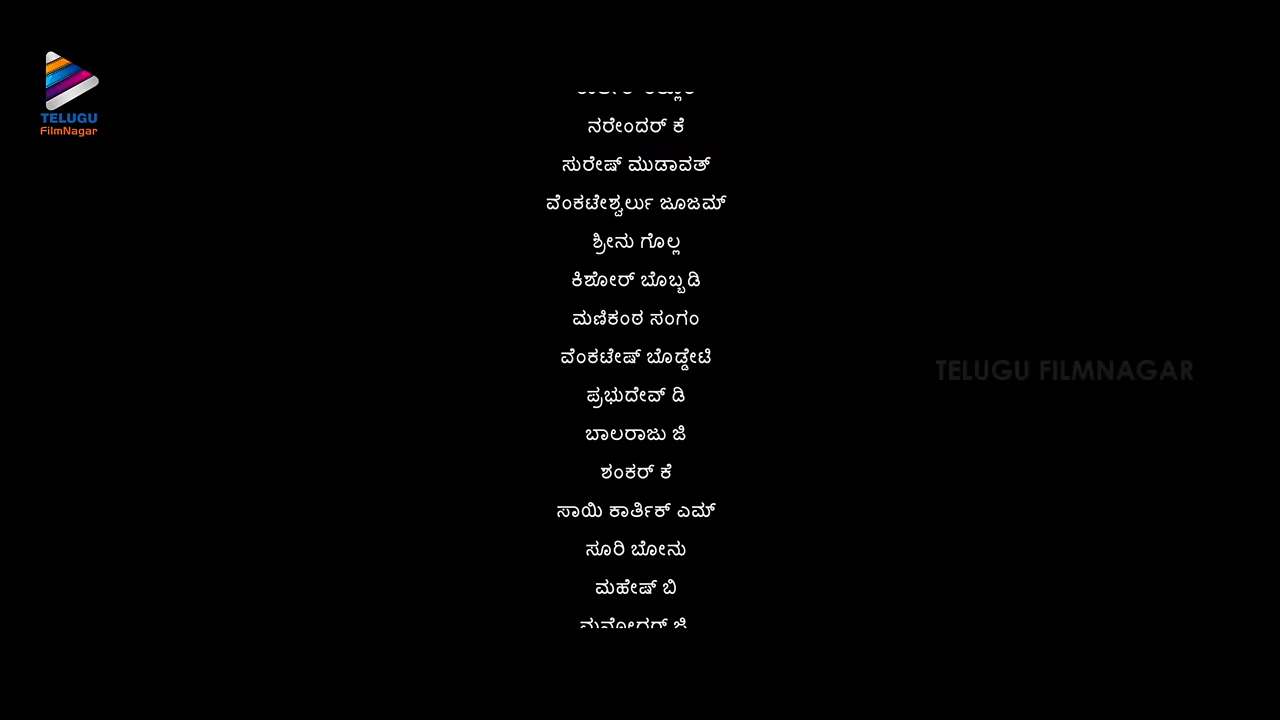 TELUGU
FilmNagar
ನರೇಂದರ್ ಕೆ
ಸುರೇಷ್ ಮುಡಾವತ್
ವೆಂಕಟೇಶ್ವರ್ಲು ಜೂಜಮ್
ಶ್ರೀನು ಗೊಲ್ಲ
ಕಿಶೋರ್ ಬೊಬ್ಬಡಿ
ಮಣಿಕಂಠ ಸಂಗಂ
ವೆಂಕಟೇಷ್ ಬೊಡ್ಡೇಟಿ
TELUGU FILMNAGAR
ಪ್ರಭುದೇವ್ ಡಿ
ಬಾಲರಾಜು ಜಿ
ಶಂಕರ್ ಕೆ
ಸಾಯಿ ಕಾರ್ತಿಕ್ ಎಮ್
ಸೂರಿ ಬೋನು
ಮಹೇಷ್ ಬಿ